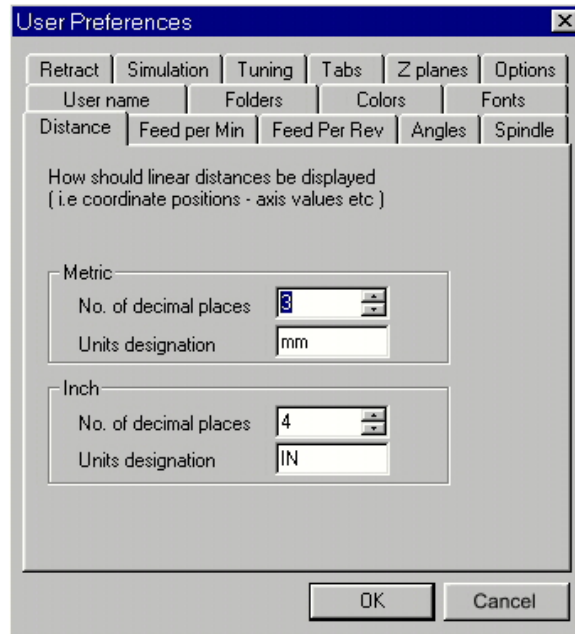 User Preferences
Retract Simulation Tuning Tabs Z planes Options
User name Folders Colors Fonts
Distance Feed per Min Feed Per Rev Angles Spindle
How should linear distances be displayed
( i.e coordinate positions - axis values etc )
Metric
No. of decimal places 3
Units designation mm
Inch
No. of decimal places 4
Units designation IN
OK Cancel